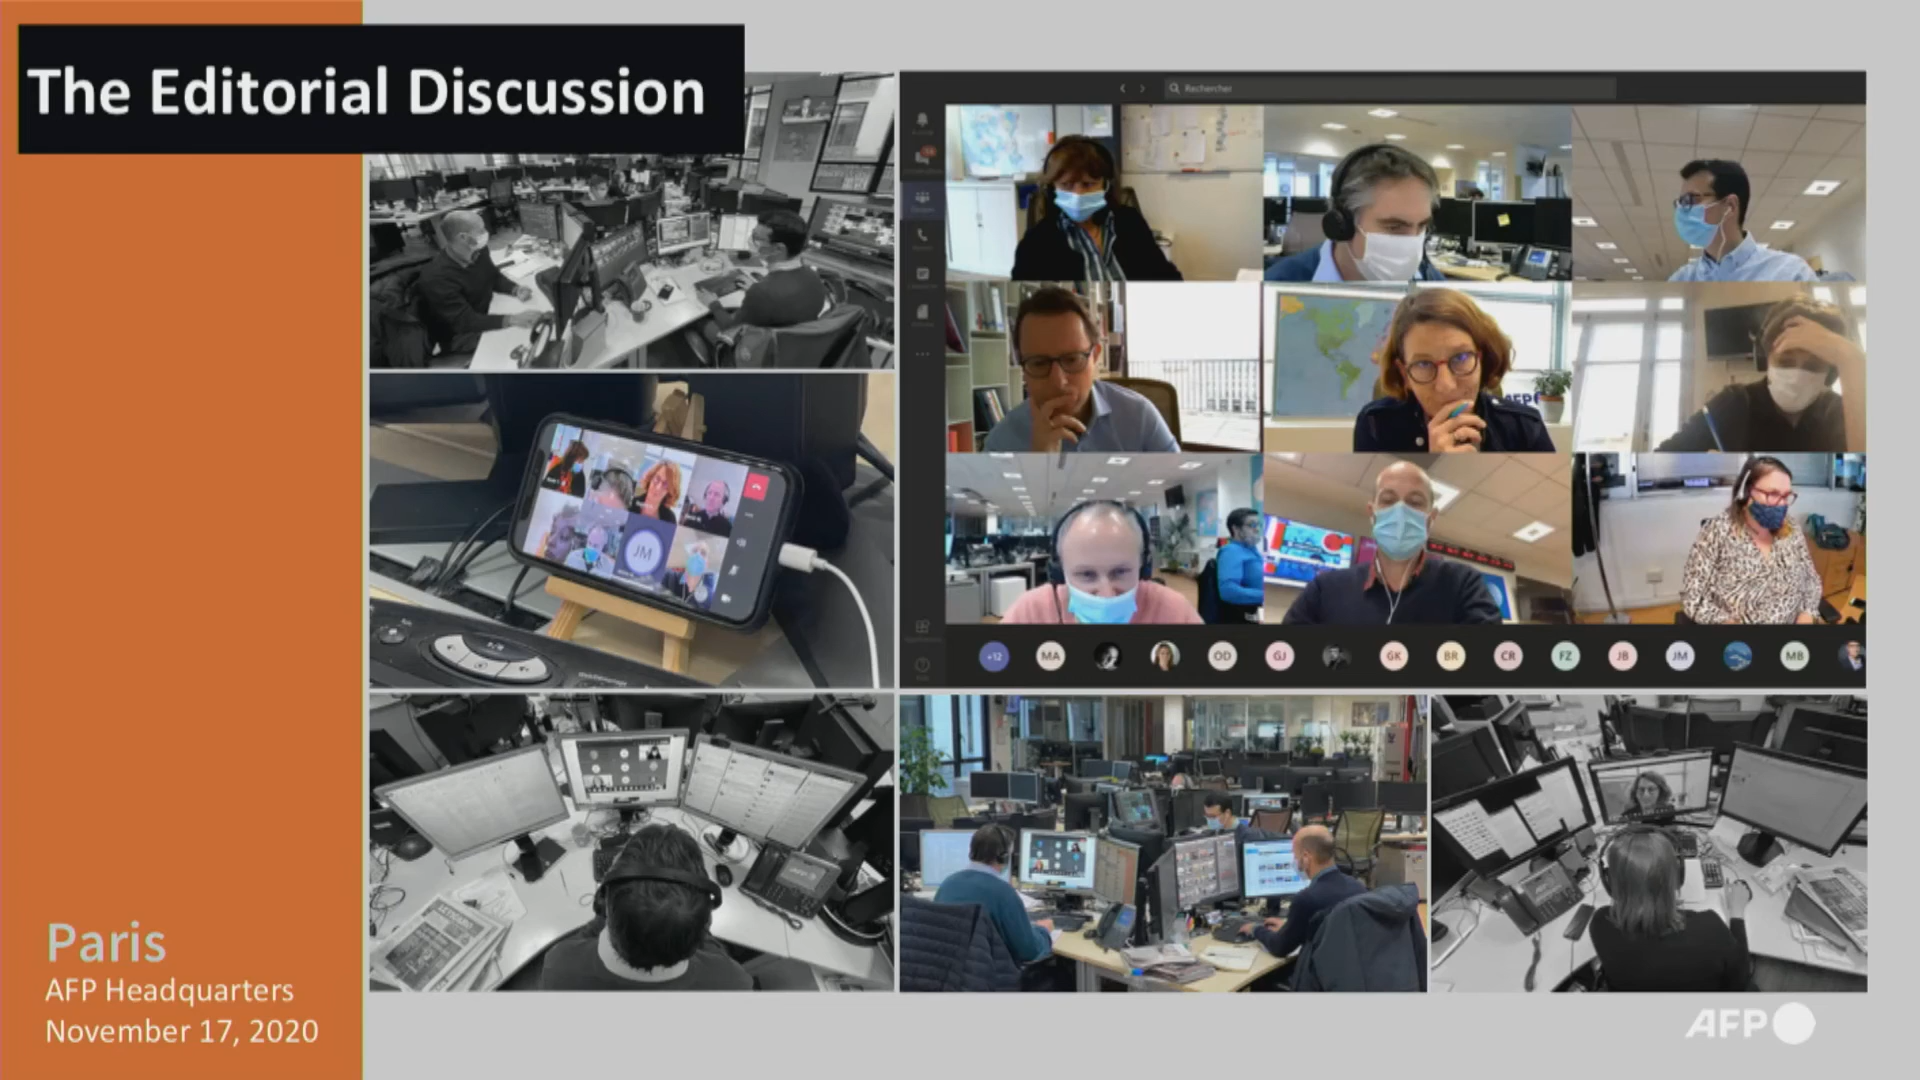 The Editorial Discussion
Rechercher
AFP
JM
+12
MA
OD
GJ
GK
BR
CR
FZ
JB
JM
MB
Paris
AFP Headquarters
November 17, 2020
AFP